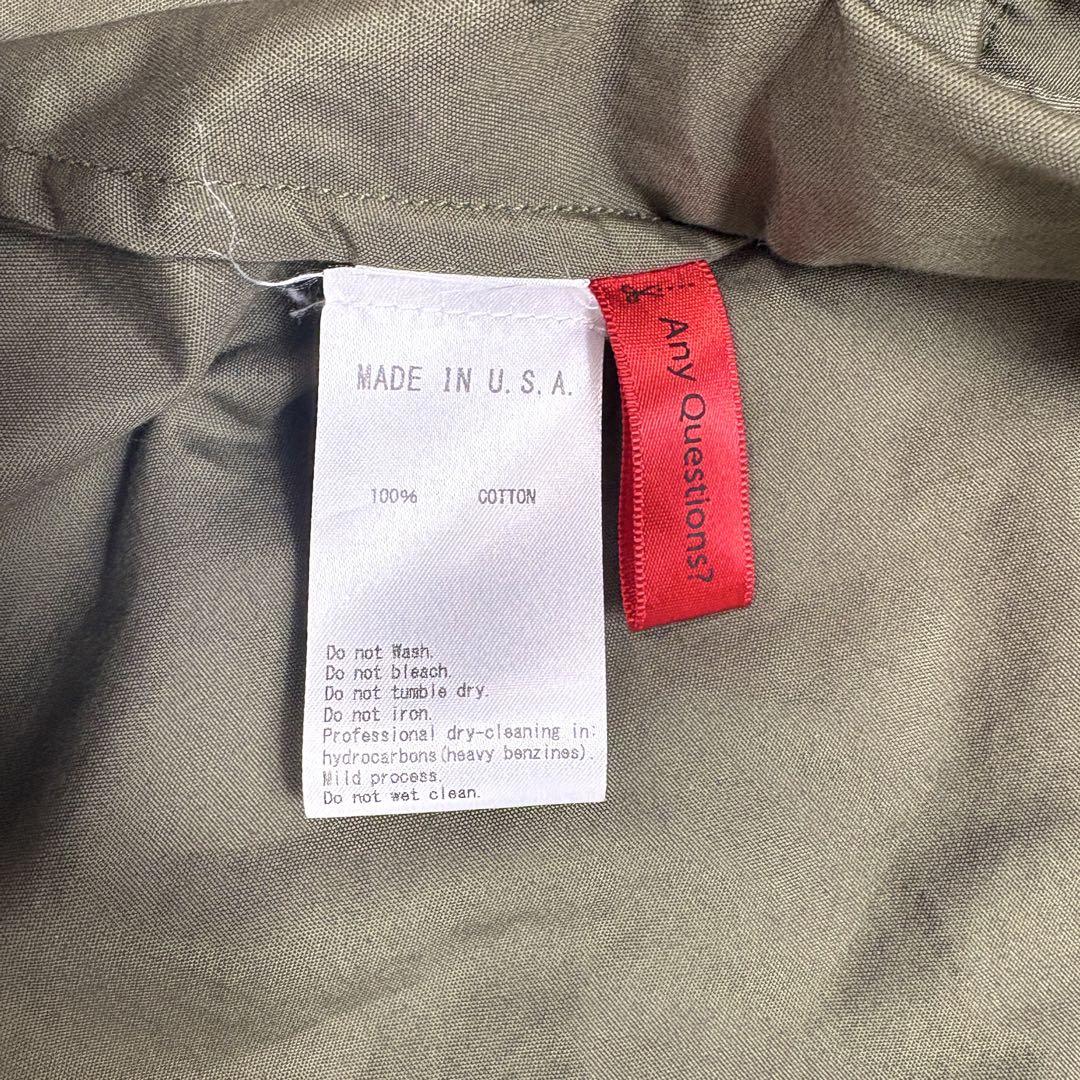 MADE IN U.S.A.
100% COTTON
Do not Wash.
Do not bleach.
Do not tumble dry.
Do not iron.
Professional dry-cleaning in:
hydrocarbons(heavy benzines).
Mild process.
Do not wet clean.
Any Questions?